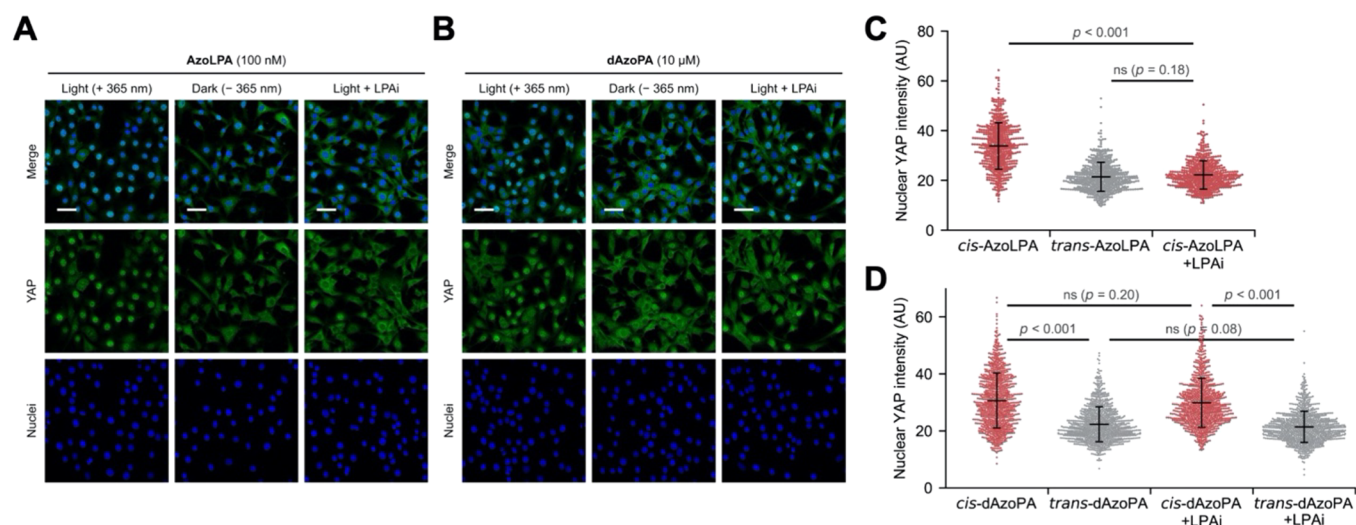 A
AzoLPA (100 nM)
Light (+ 365 nm) Dark (− 365 nm) Light + LPAi
Merge
YAP
Nuclei
B
dAzoPA (10 μM)
Light (+ 365 nm) Dark (− 365 nm) Light + LPAi
Merge
YAP
Nuclei
C
Nuclear YAP intensity (AU)
80
60
40
20
0
p < 0.001
ns (p = 0.18)
cis-AzoLPA trans-AzoLPA cis-AzoLPA
+LPAi
D
Nuclear YAP intensity (AU)
60
40
20
0
ns (p = 0.20) p < 0.001
p < 0.001 ns (p = 0.08)
cis-dAzoPA trans-dAzoPA cis-dAzoPA trans-dAzoPA
+LPAi +LPAi